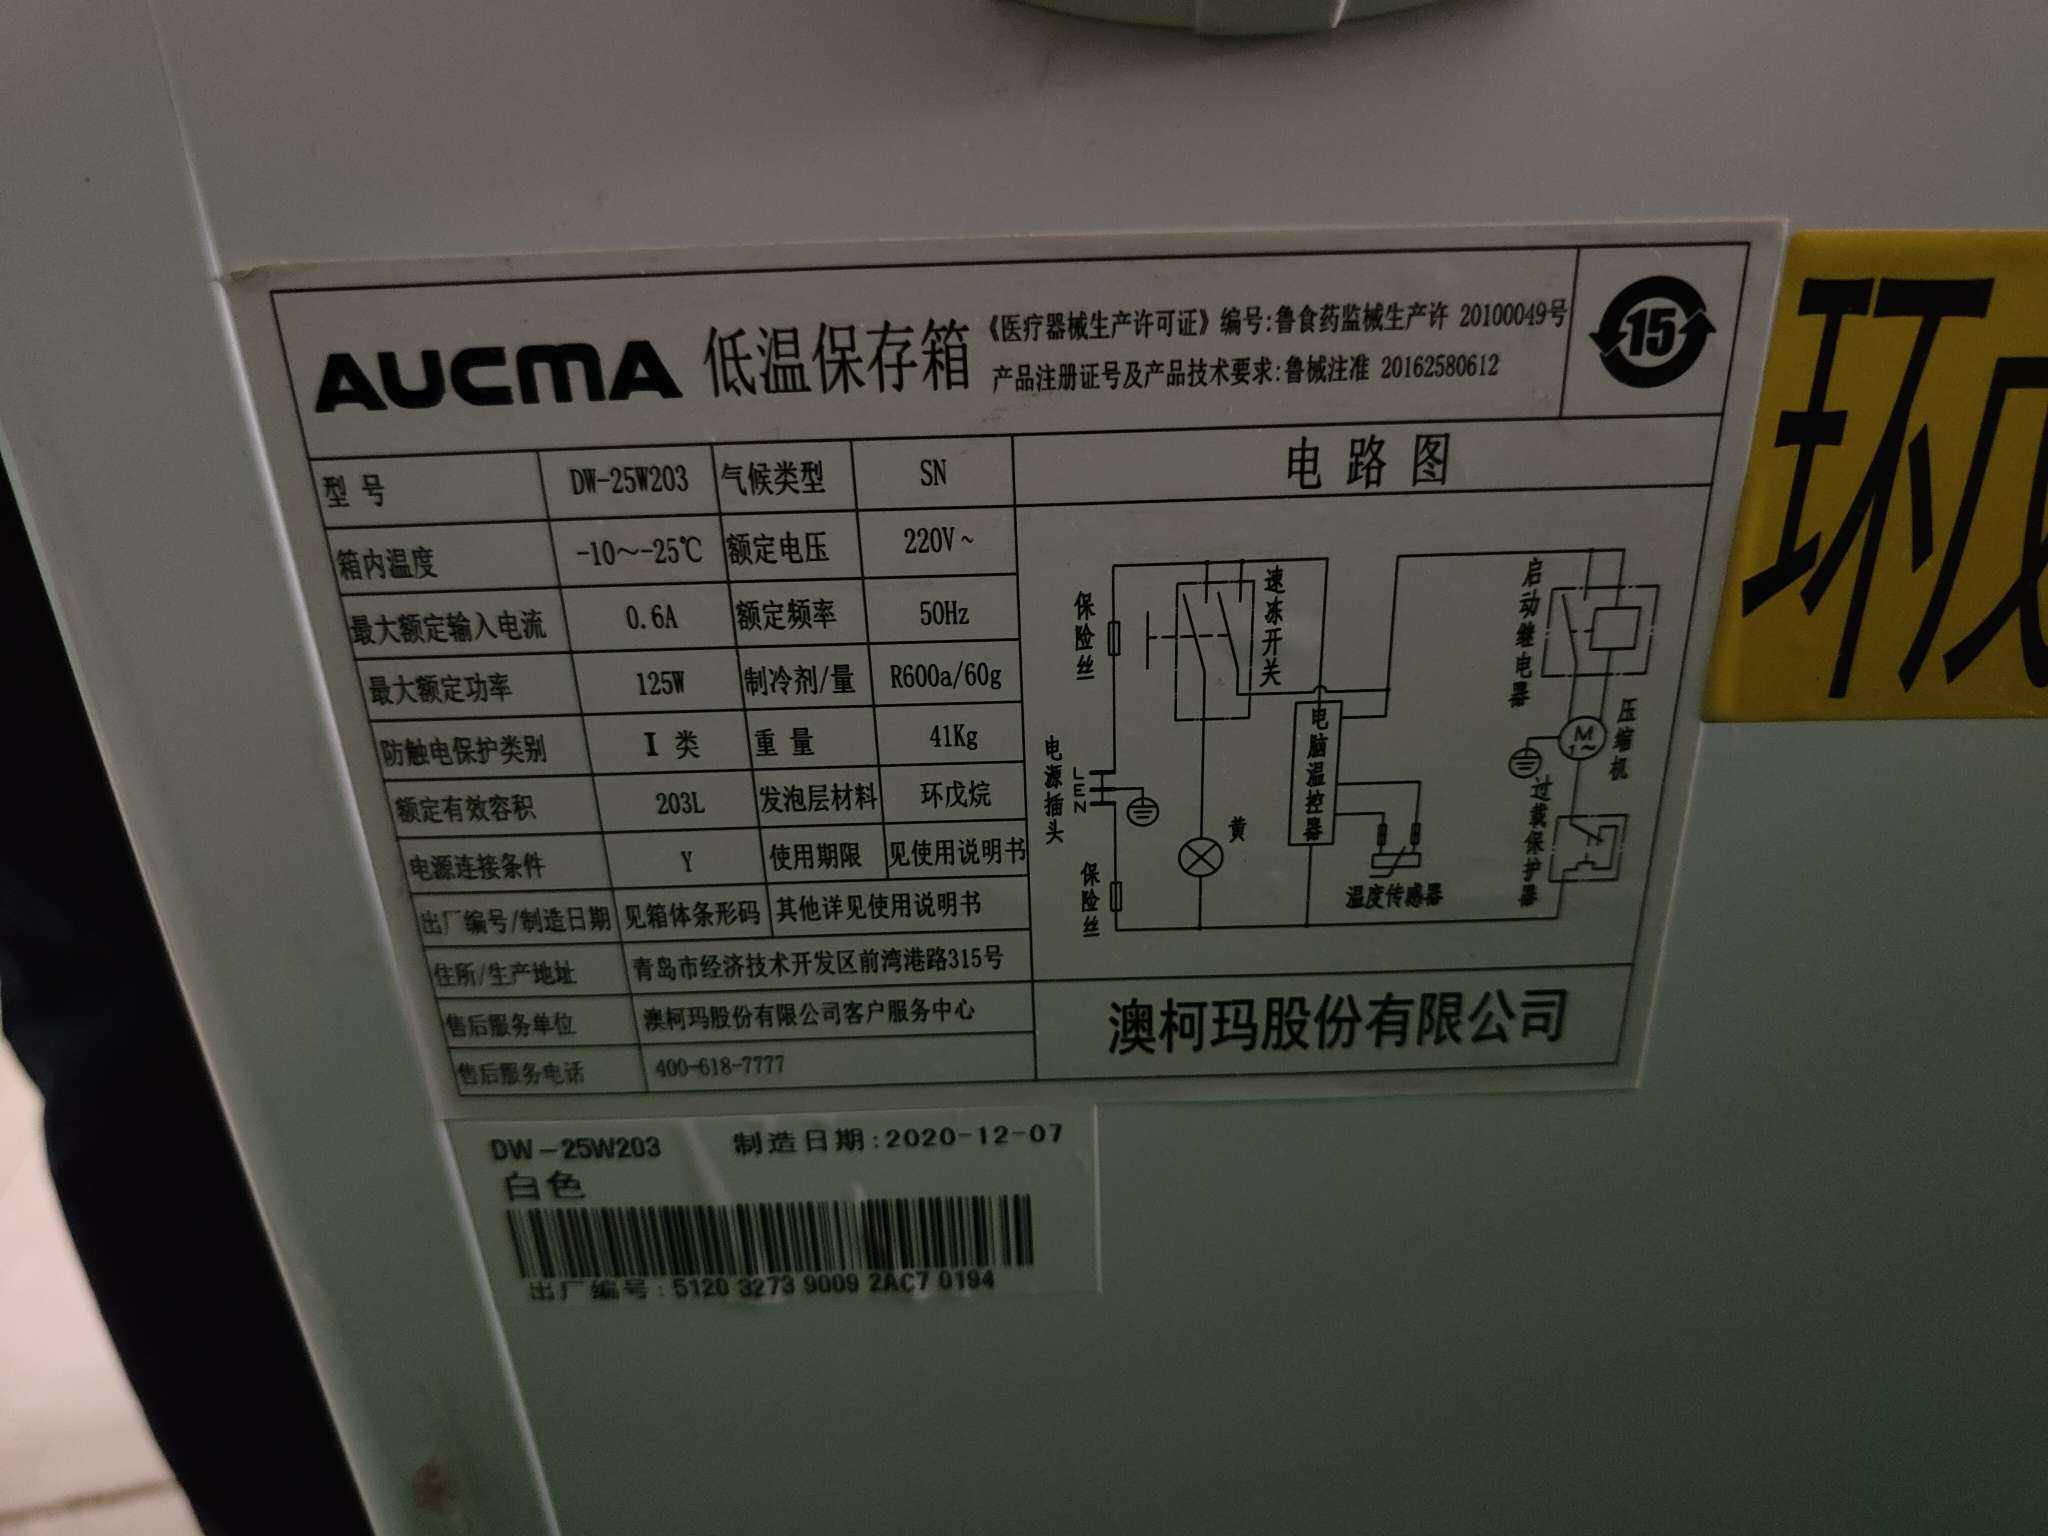 AUCMA 低温保存箱
《医疗器械生产许可证》编号:鲁食药监械生产许 20100049号
产品注册证号及产品技术要求:鲁械注准 20162580612
15
型 号 DW-25W203 气候类型 SN
箱内温度 -10～-25℃ 额定电压 220V~
最大额定输入电流 0.6A 额定频率 50Hz
最大额定功率 125W 制冷剂/量 R600a/60g
防触电保护类别 I 类 重 量 41Kg
额定有效容积 203L 发泡层材料 环戊烷
电源连接条件 Y 使用期限 见使用说明书
出厂编号/制造日期 见箱体条形码 其他详见使用说明书
住所/生产地址 青岛市经济技术开发区前湾港路315号
售后服务单位 澳柯玛股份有限公司客户服务中心
售后服务电话 400-618-7777
电 路 图
保险丝
速冻开关
启动继电器
压缩机
M
1~
电源插头
L
E
N
电脑温控器
黄
过载保护器
保险丝
温度传感器
澳柯玛股份有限公司
环戊
DW-25W203 制造日期:2020-12-07
白色
出厂编号:5120 3273 9009 2AC7 0194